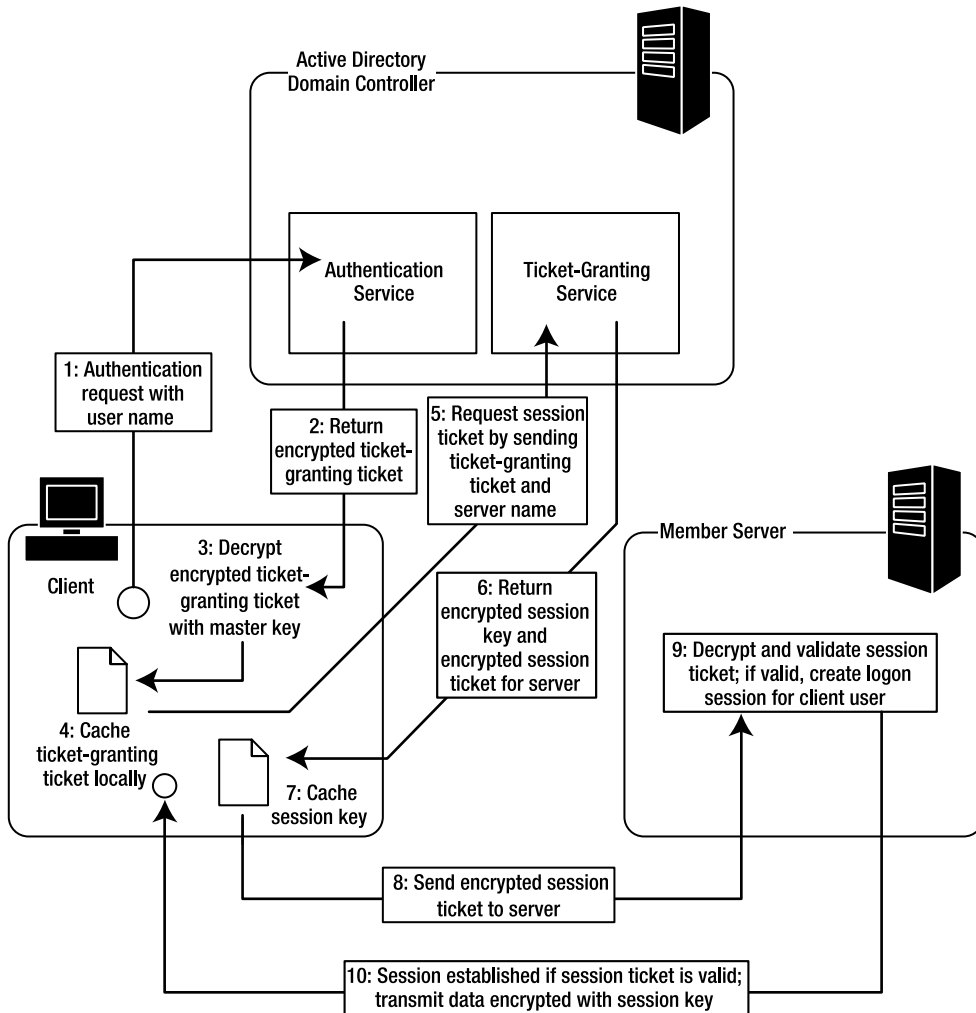 Active Directory
Domain Controller
Authentication
Service
Ticket-Granting
Service
1: Authentication
request with
user name
2: Return
encrypted ticket-
granting ticket
5: Request session
ticket by sending
ticket-granting
ticket and
server name
Member Server
Client
3: Decrypt
encrypted ticket-
granting ticket
with master key
6: Return
encrypted session
key and
encrypted session
ticket for server
9: Decrypt and validate session
ticket; if valid, create logon
session for client user
4: Cache
ticket-granting
ticket locally
7: Cache
session key
8: Send encrypted session
ticket to server
10: Session established if session ticket is valid;
transmit data encrypted with session key